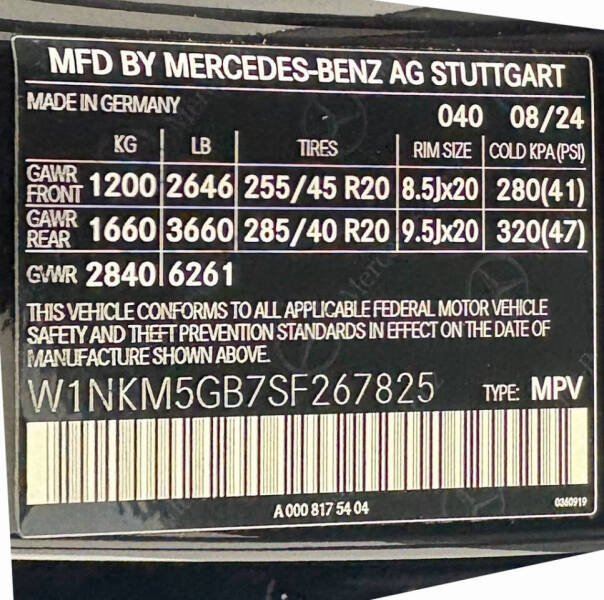 MFD BY MERCEDES-BENZ AG STUTTGART
MADE IN GERMANY
040 08/24
KG LB TIRES RIM SIZE COLD KPA (PSI)
GAWR FRONT 1200 2646 255/45 R20 8.5Jx20 280(41)
GAWR REAR 1660 3660 285/40 R20 9.5Jx20 320(47)
GVWR 2840 6261
THIS VEHICLE CONFORMS TO ALL APPLICABLE FEDERAL MOTOR VEHICLE
SAFETY AND THEFT PREVENTION STANDARDS IN EFFECT ON THE DATE OF
MANUFACTURE SHOWN ABOVE.
W1NKM5GB7SF267825 TYPE: MPV
A 000 817 54 04 0360919